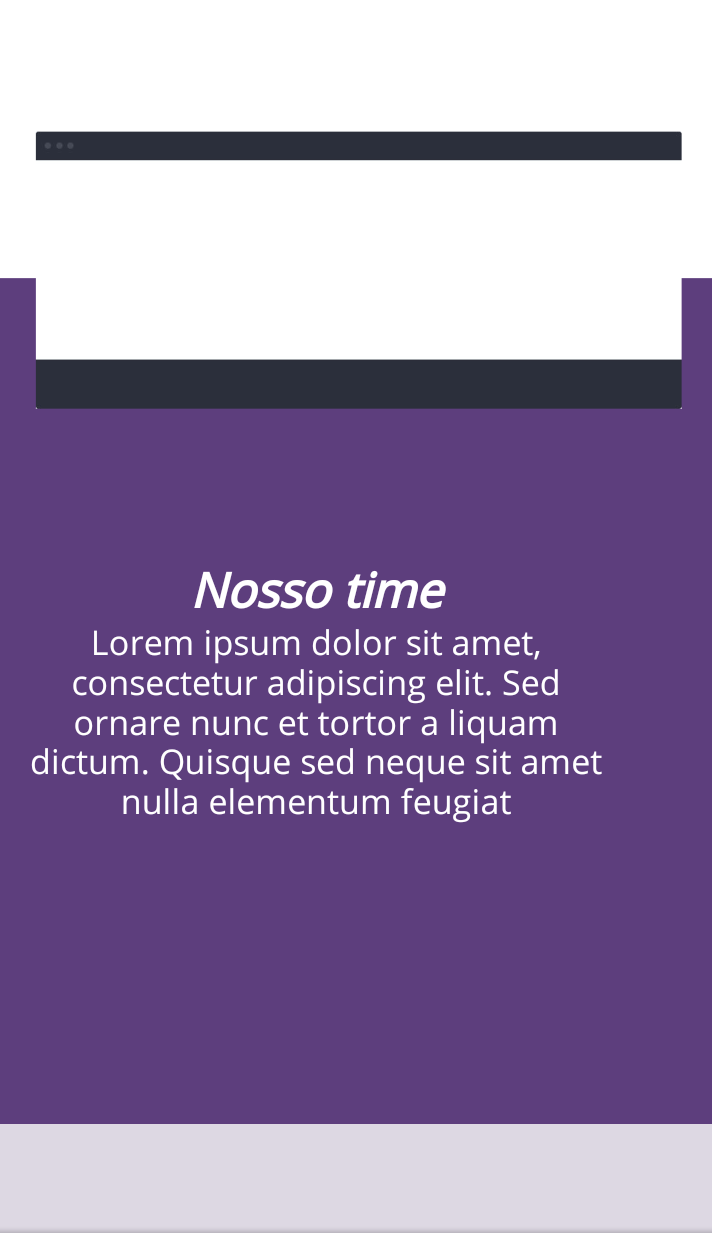 Nosso time
Lorem ipsum dolor sit amet,
consectetur adipiscing elit. Sed
ornare nunc et tortor a liquam
dictum. Quisque sed neque sit amet
nulla elementum feugiat